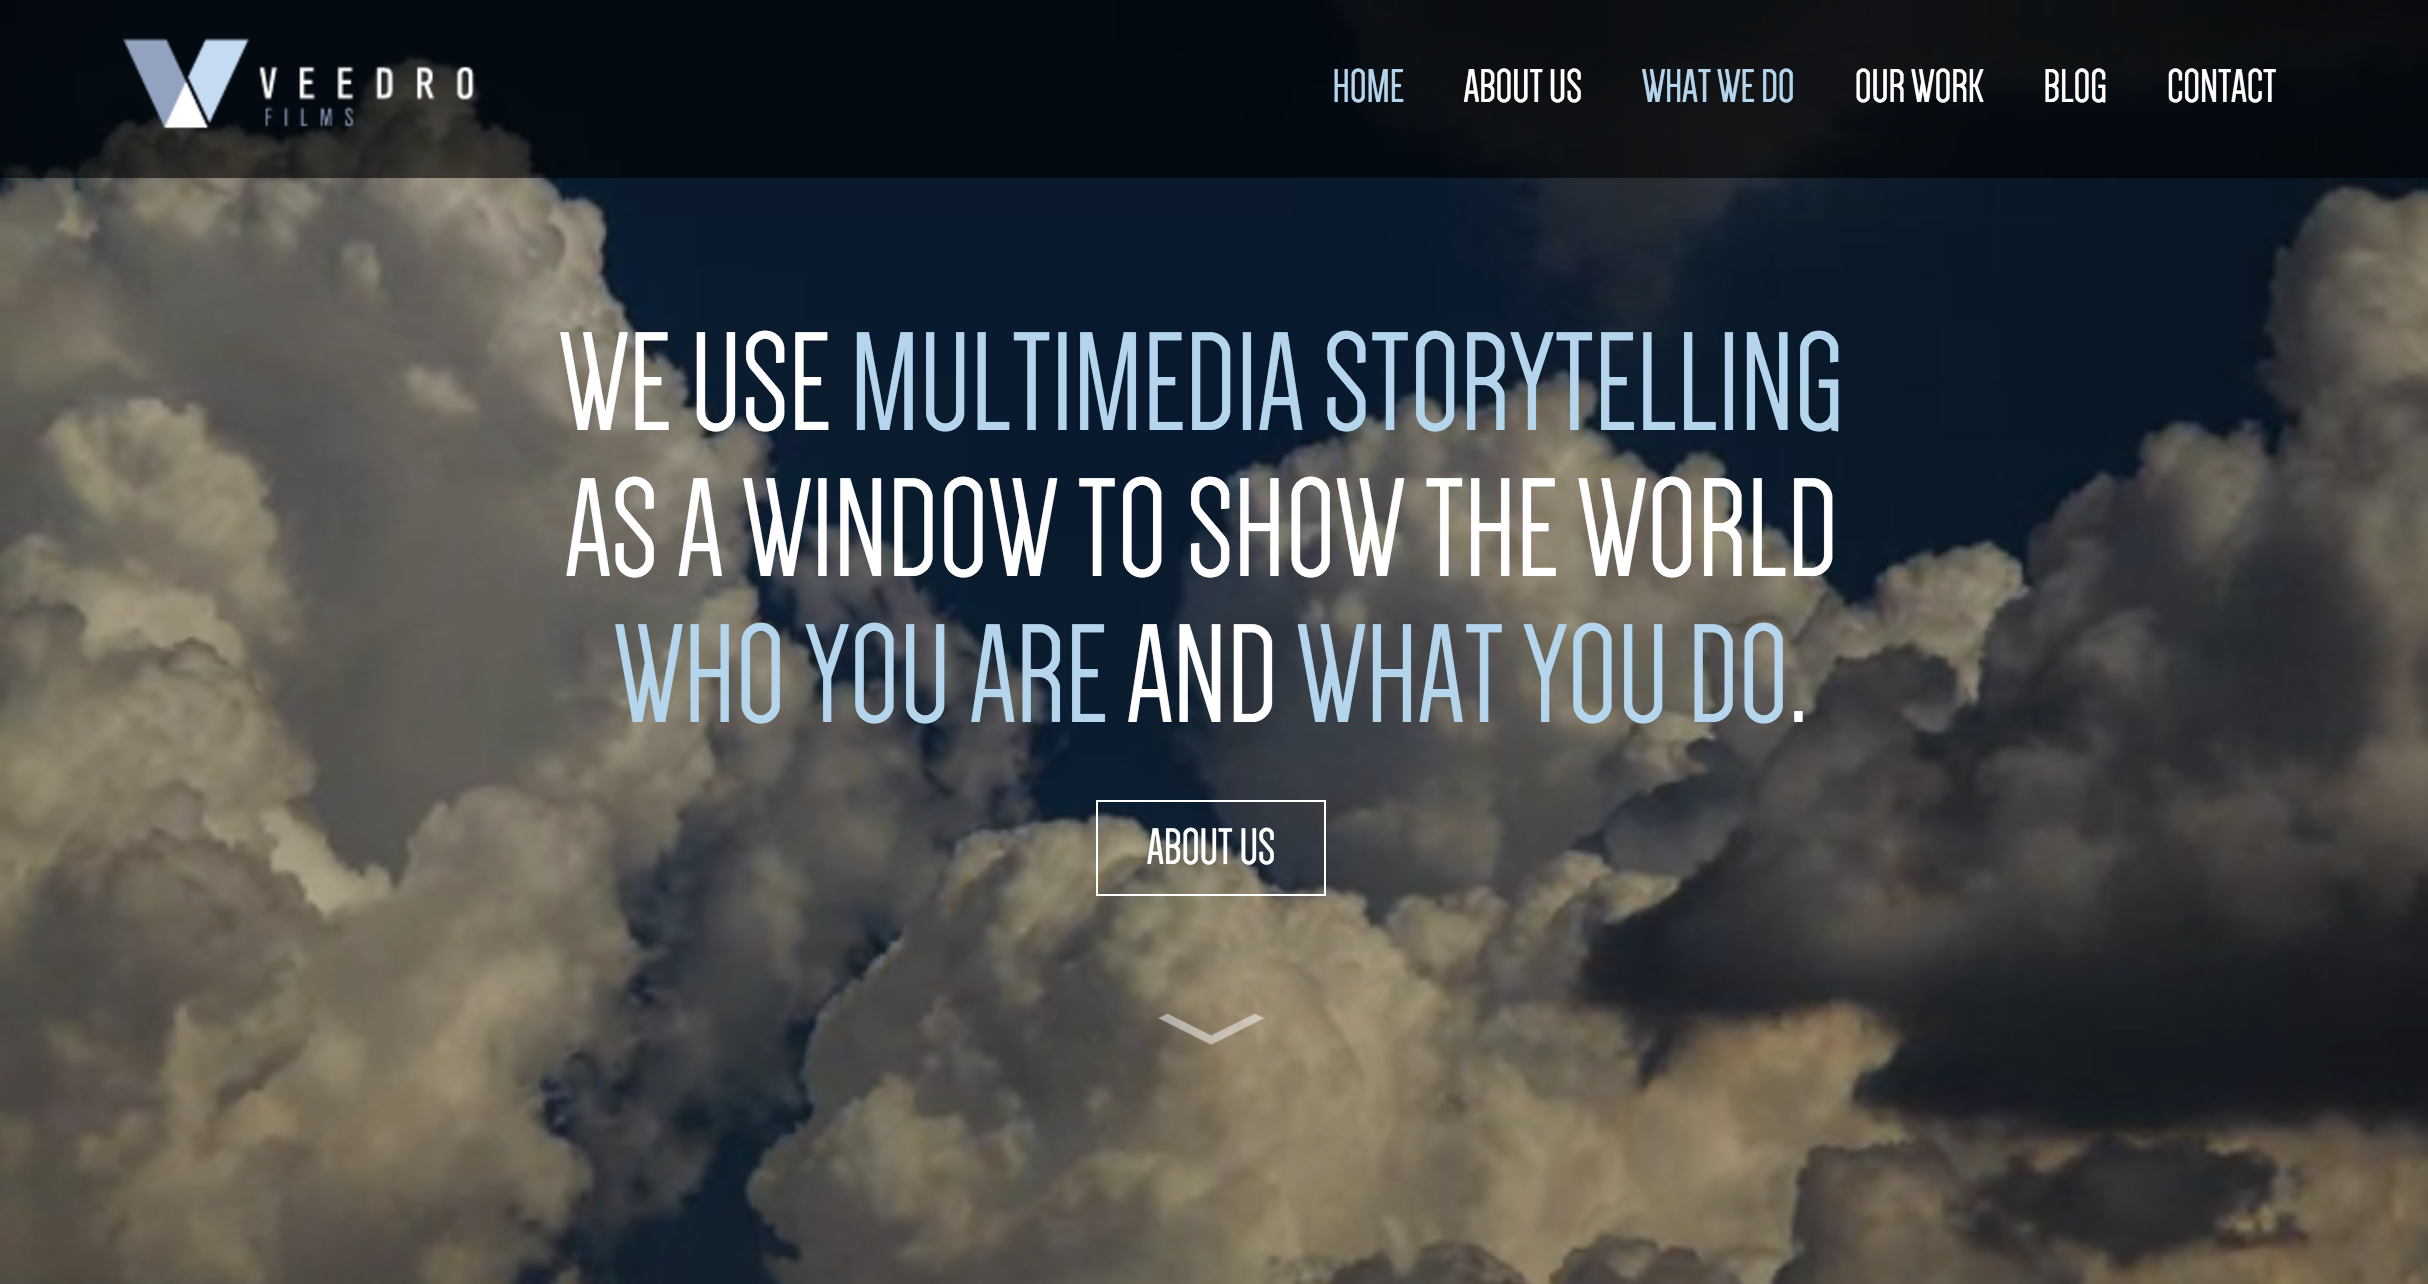 VEEDRO
FILMS
HOME ABOUT US WHAT WE DO OUR WORK BLOG CONTACT
WE USE MULTIMEDIA STORYTELLING
AS A WINDOW TO SHOW THE WORLD
WHO YOU ARE AND WHAT YOU DO.
ABOUT US